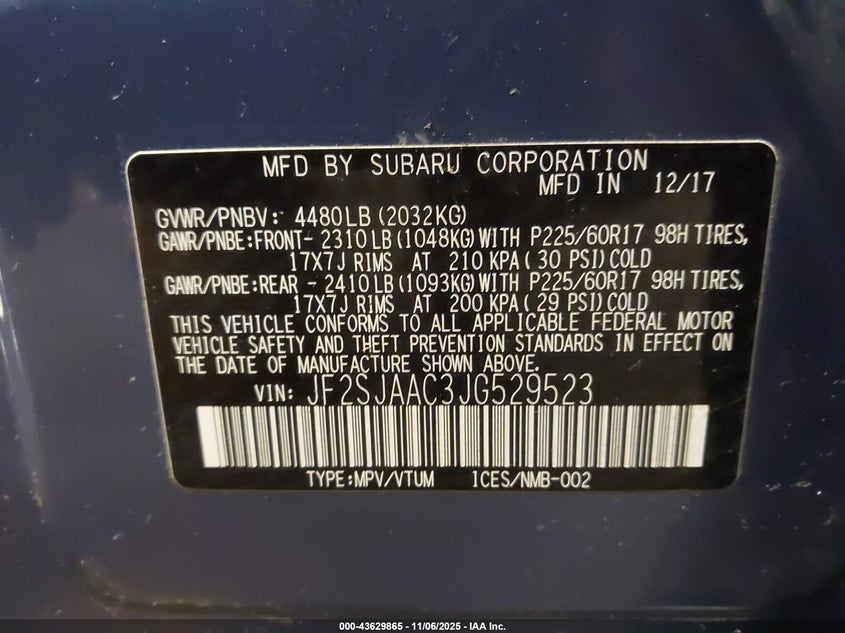 MFD BY SUBARU CORPORATION
MFD IN 12/17
GVWR/PNBV: 4480LB (2032KG)
GAWR/PNBE:FRONT- 2310LB (1048KG) WITH P225/60R17 98H TIRES,
17X7J RIMS AT 210 KPA ( 30 PSI) COLD
GAWR/PNBE:REAR - 2410LB (1093KG) WITH P225/60R17 98H TIRES,
17X7J RIMS AT 200 KPA ( 29 PSI) COLD
THIS VEHICLE CONFORMS TO ALL APPLICABLE FEDERAL MOTOR
VEHICLE SAFETY AND THEFT PREVENTION STANDARDS IN EFFECT ON
THE DATE OF MANUFACTURE SHOWN ABOVE.
VIN: JF2SJAAC3JG529523
TYPE:MPV/VTUM ICES/NMB-002
000-43629865 - 11/06/2025 - IAA Inc.